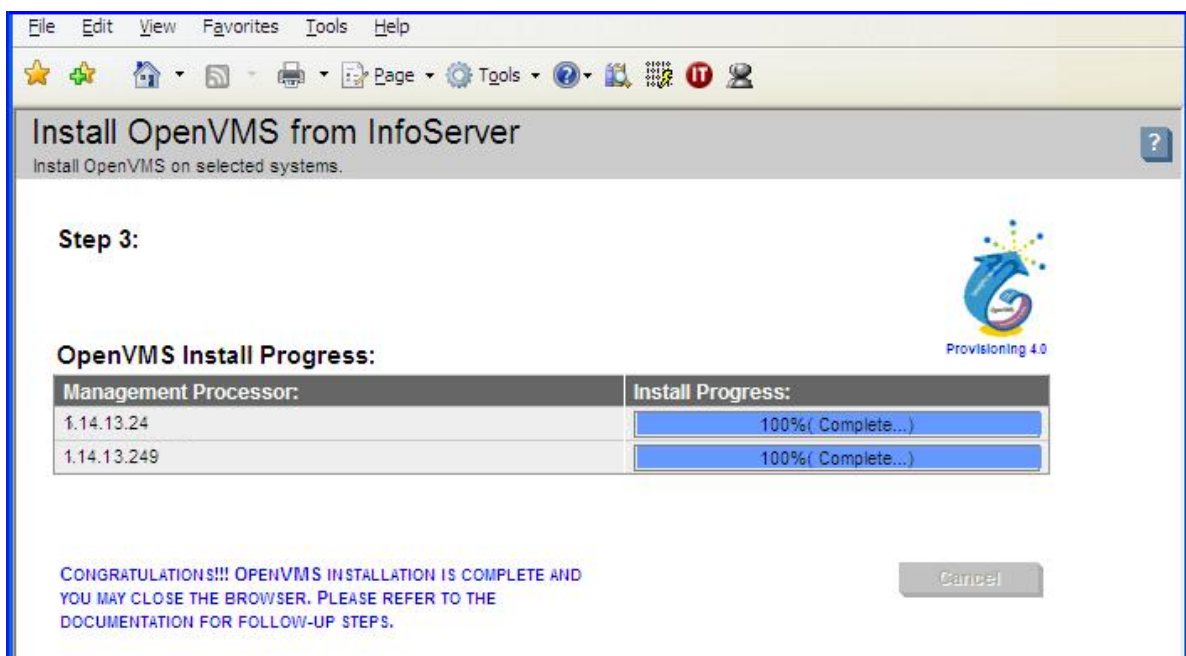 File Edit View Favorites Tools Help
Page Tools IT
Install OpenVMS from InfoServer
Install OpenVMS on selected systems.
?
Step 3:
Provisioning 4.0
OpenVMS Install Progress:
Management Processor: Install Progress:
1.14.13.24 100%( Complete...)
1.14.13.249 100%( Complete...)
CONGRATULATIONS!!! OPENVMS INSTALLATION IS COMPLETE AND
YOU MAY CLOSE THE BROWSER. PLEASE REFER TO THE
DOCUMENTATION FOR FOLLOW-UP STEPS.
Cancel